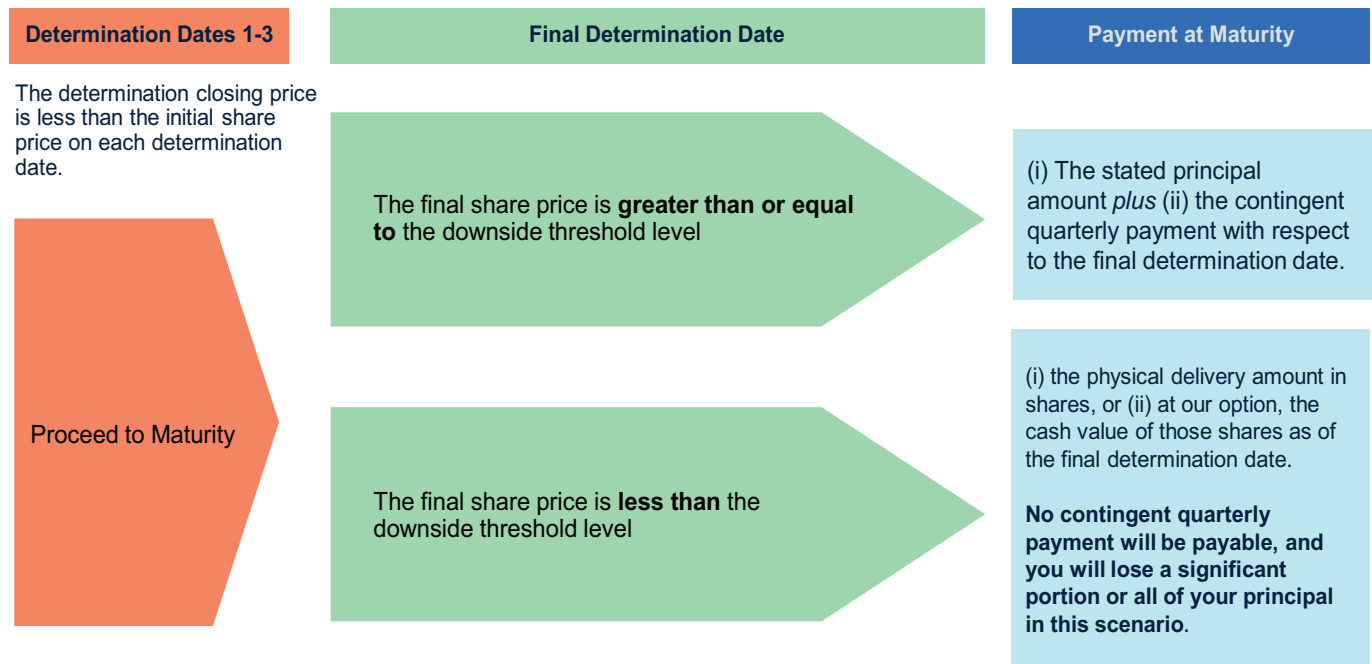 Determination Dates 1-3
Final Determination Date
Payment at Maturity
The determination closing price
is less than the initial share
price on each determination
date.
Proceed to Maturity
The final share price is greater than or equal
to the downside threshold level
(i) The stated principal
amount plus (ii) the contingent
quarterly payment with respect
to the final determination date.
The final share price is less than the
downside threshold level
(i) the physical delivery amount in
shares, or (ii) at our option, the
cash value of those shares as of
the final determination date.
No contingent quarterly
payment will be payable, and
you will lose a significant
portion or all of your principal
in this scenario.